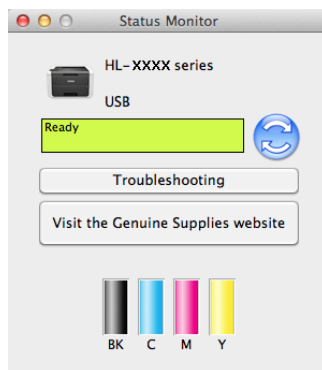 Status Monitor
HL-XXXX series
USB
Ready
Troubleshooting
Visit the Genuine Supplies website
BK C M Y